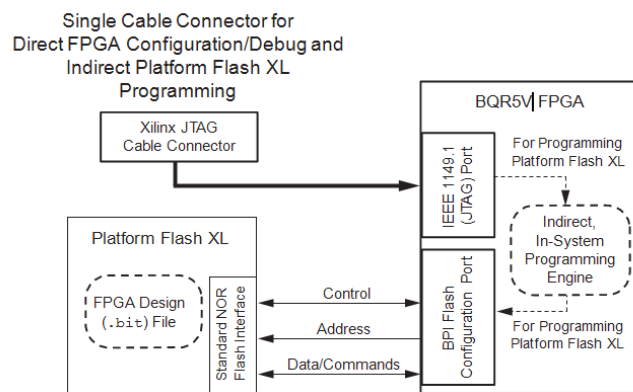 Single Cable Connector for
Direct FPGA Configuration/Debug and
Indirect Platform Flash XL
Programming
Xilinx JTAG
Cable Connector
BQR5V FPGA
IEEE 1149.1
(JTAG) Port
For Programming
Platform Flash XL
Indirect,
In-System
Programming
Engine
For Programming
Platform Flash XL
BPI Flash
Configuration Port
Platform Flash XL
FPGA Design
(.bit) File
Standard NOR
Flash Interface
Control
Address
Data/Commands